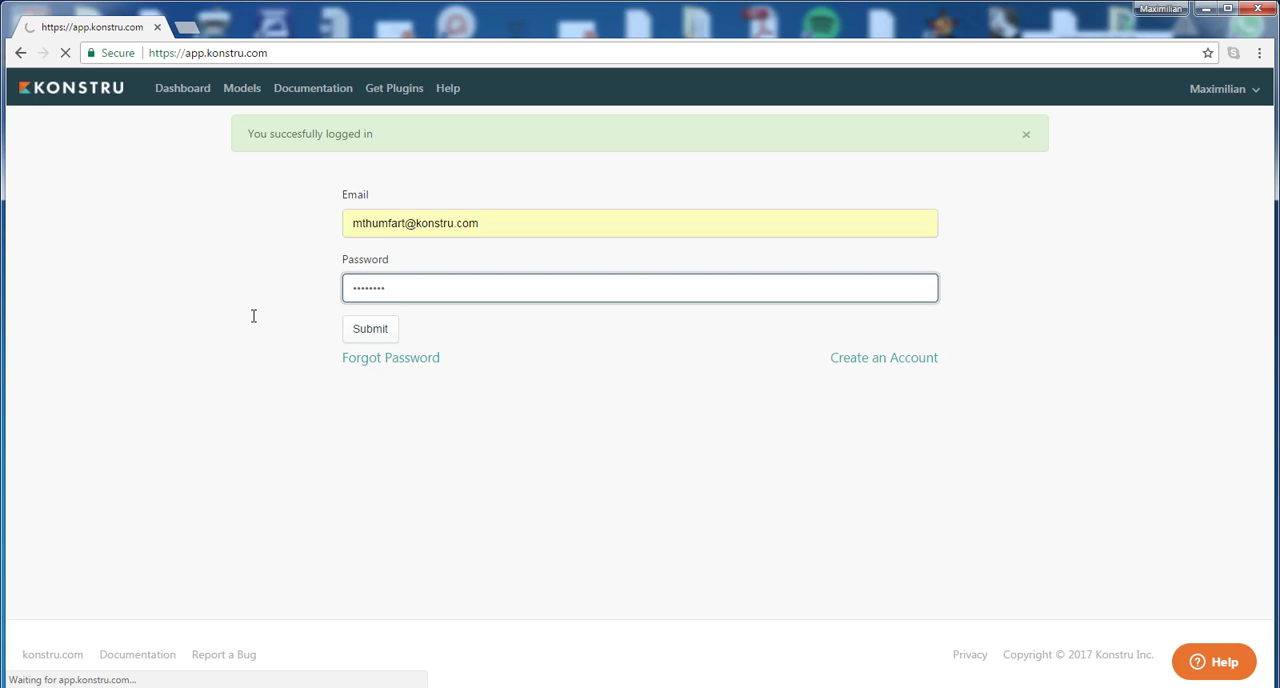 Maximilian
https://app.konstru.com
Secure https://app.konstru.com
KONSTRU Dashboard Models Documentation Get Plugins Help Maximilian
You succesfully logged in
Email
mthumfart@konstru.com
Password
••••••••
Submit
Forgot Password Create an Account
konstru.com Documentation Report a Bug Privacy Copyright © 2017 Konstru Inc.
Help
Waiting for app.konstru.com...